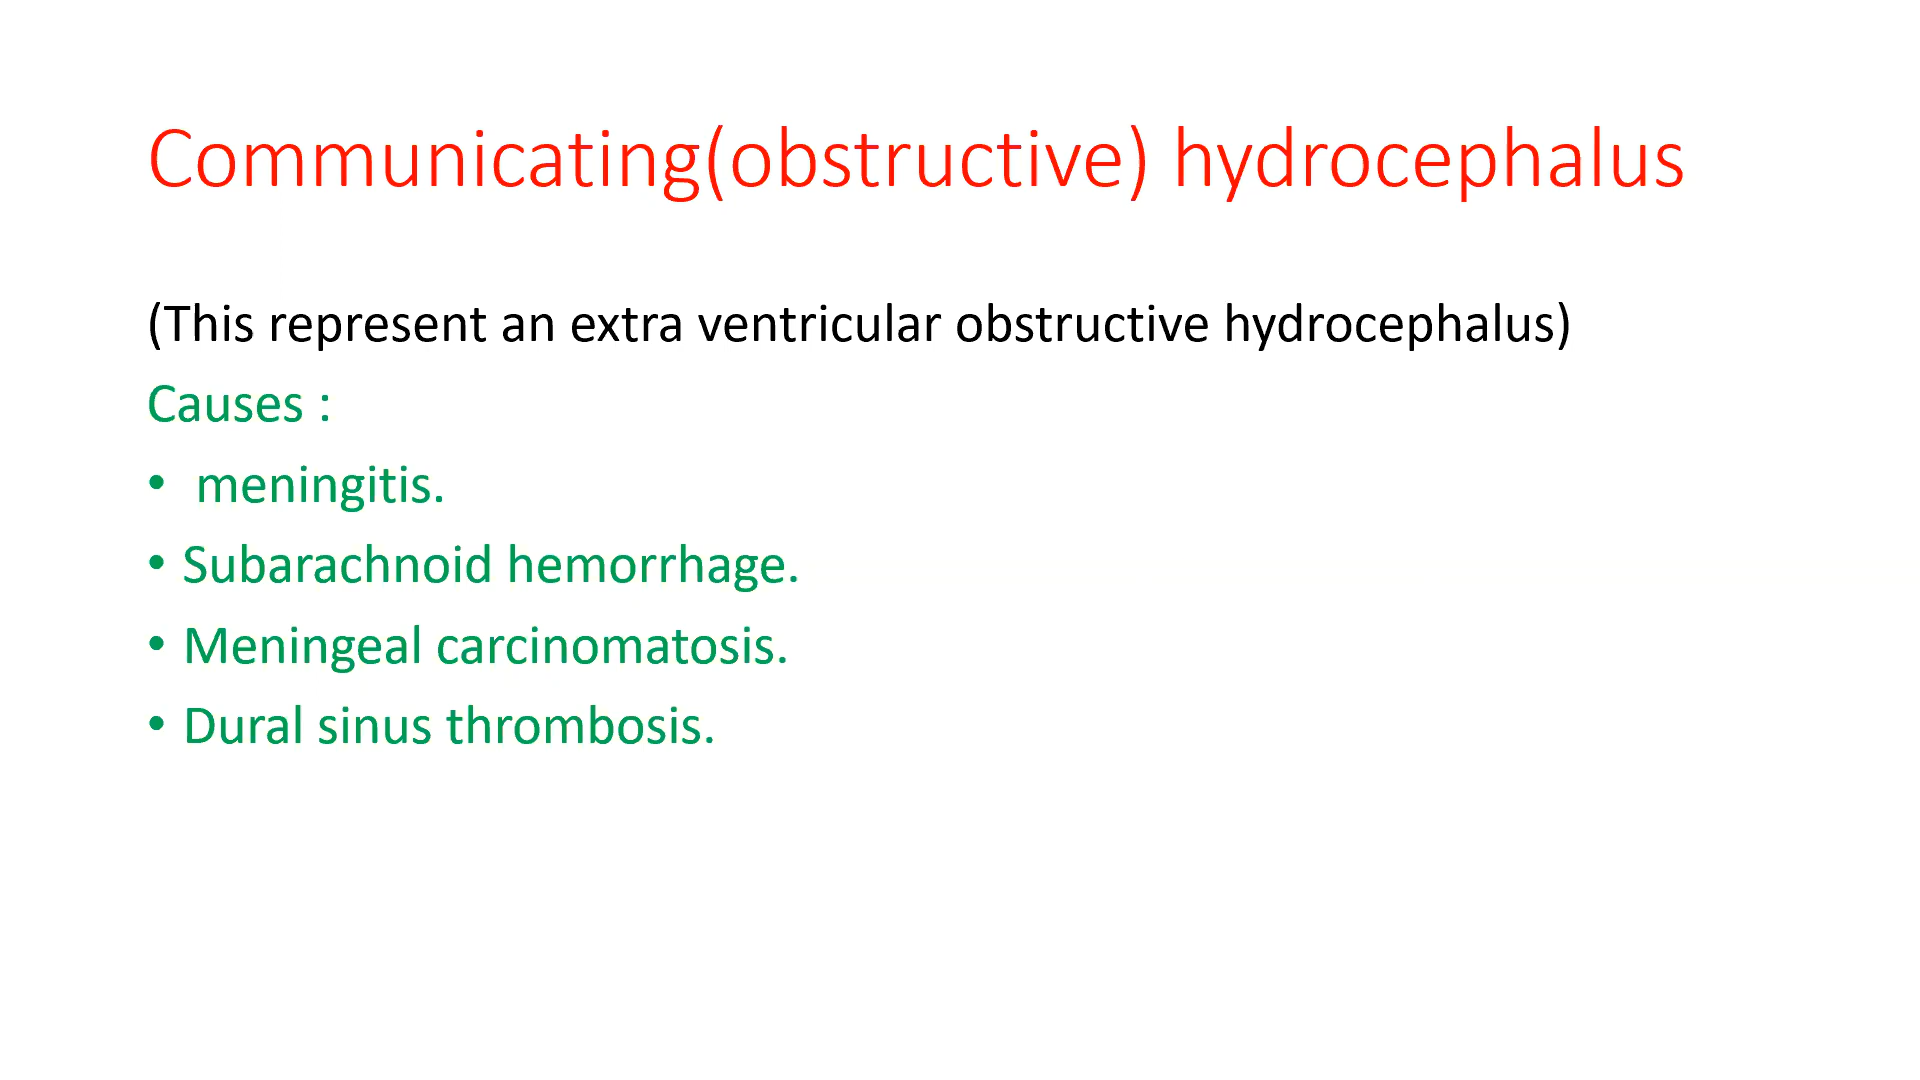 Communicating(obstructive) hydrocephalus
(This represent an extra ventricular obstructive hydrocephalus)
Causes :
• meningitis.
• Subarachnoid hemorrhage.
• Meningeal carcinomatosis.
• Dural sinus thrombosis.